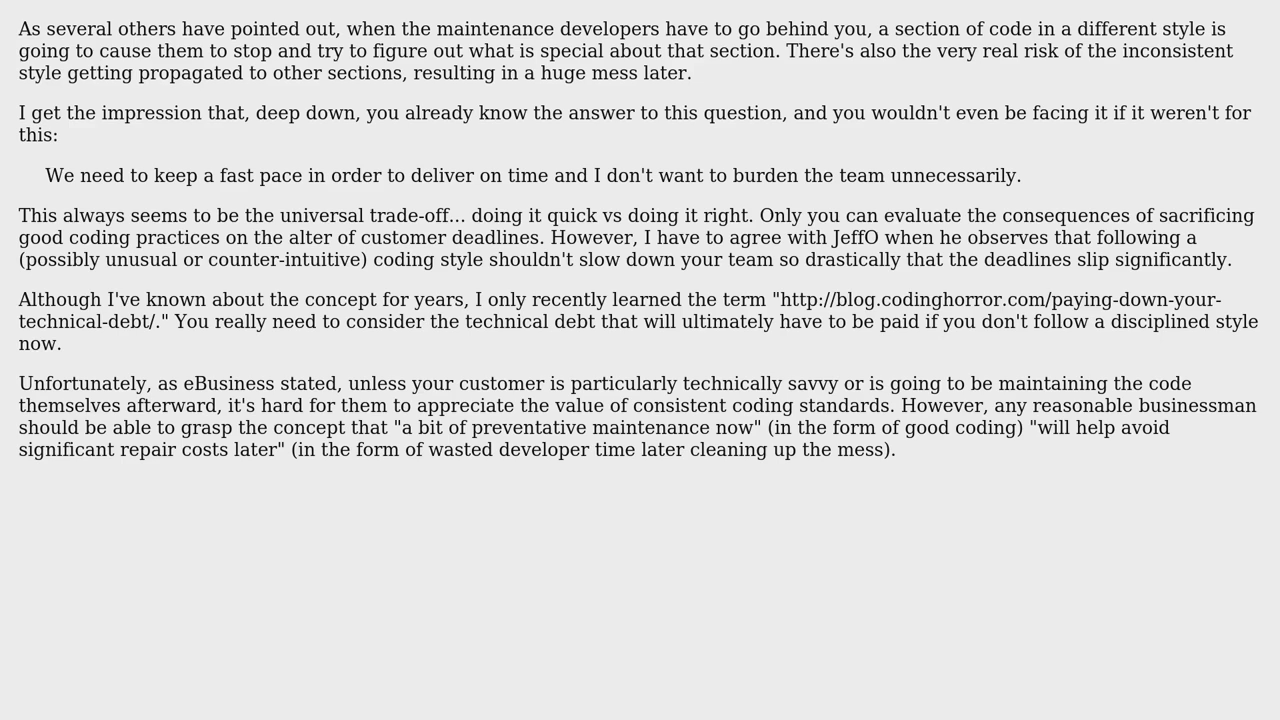 As several others have pointed out, when the maintenance developers have to go behind you, a section of code in a different style is
going to cause them to stop and try to figure out what is special about that section. There's also the very real risk of the inconsistent
style getting propagated to other sections, resulting in a huge mess later.
I get the impression that, deep down, you already know the answer to this question, and you wouldn't even be facing it if it weren't for
this:
We need to keep a fast pace in order to deliver on time and I don't want to burden the team unnecessarily.
This always seems to be the universal trade-off... doing it quick vs doing it right. Only you can evaluate the consequences of sacrificing
good coding practices on the alter of customer deadlines. However, I have to agree with JeffO when he observes that following a
(possibly unusual or counter-intuitive) coding style shouldn't slow down your team so drastically that the deadlines slip significantly.
Although I've known about the concept for years, I only recently learned the term "http://blog.codinghorror.com/paying-down-your-
technical-debt/." You really need to consider the technical debt that will ultimately have to be paid if you don't follow a disciplined style
now.
Unfortunately, as eBusiness stated, unless your customer is particularly technically savvy or is going to be maintaining the code
themselves afterward, it's hard for them to appreciate the value of consistent coding standards. However, any reasonable businessman
should be able to grasp the concept that "a bit of preventative maintenance now" (in the form of good coding) "will help avoid
significant repair costs later" (in the form of wasted developer time later cleaning up the mess).